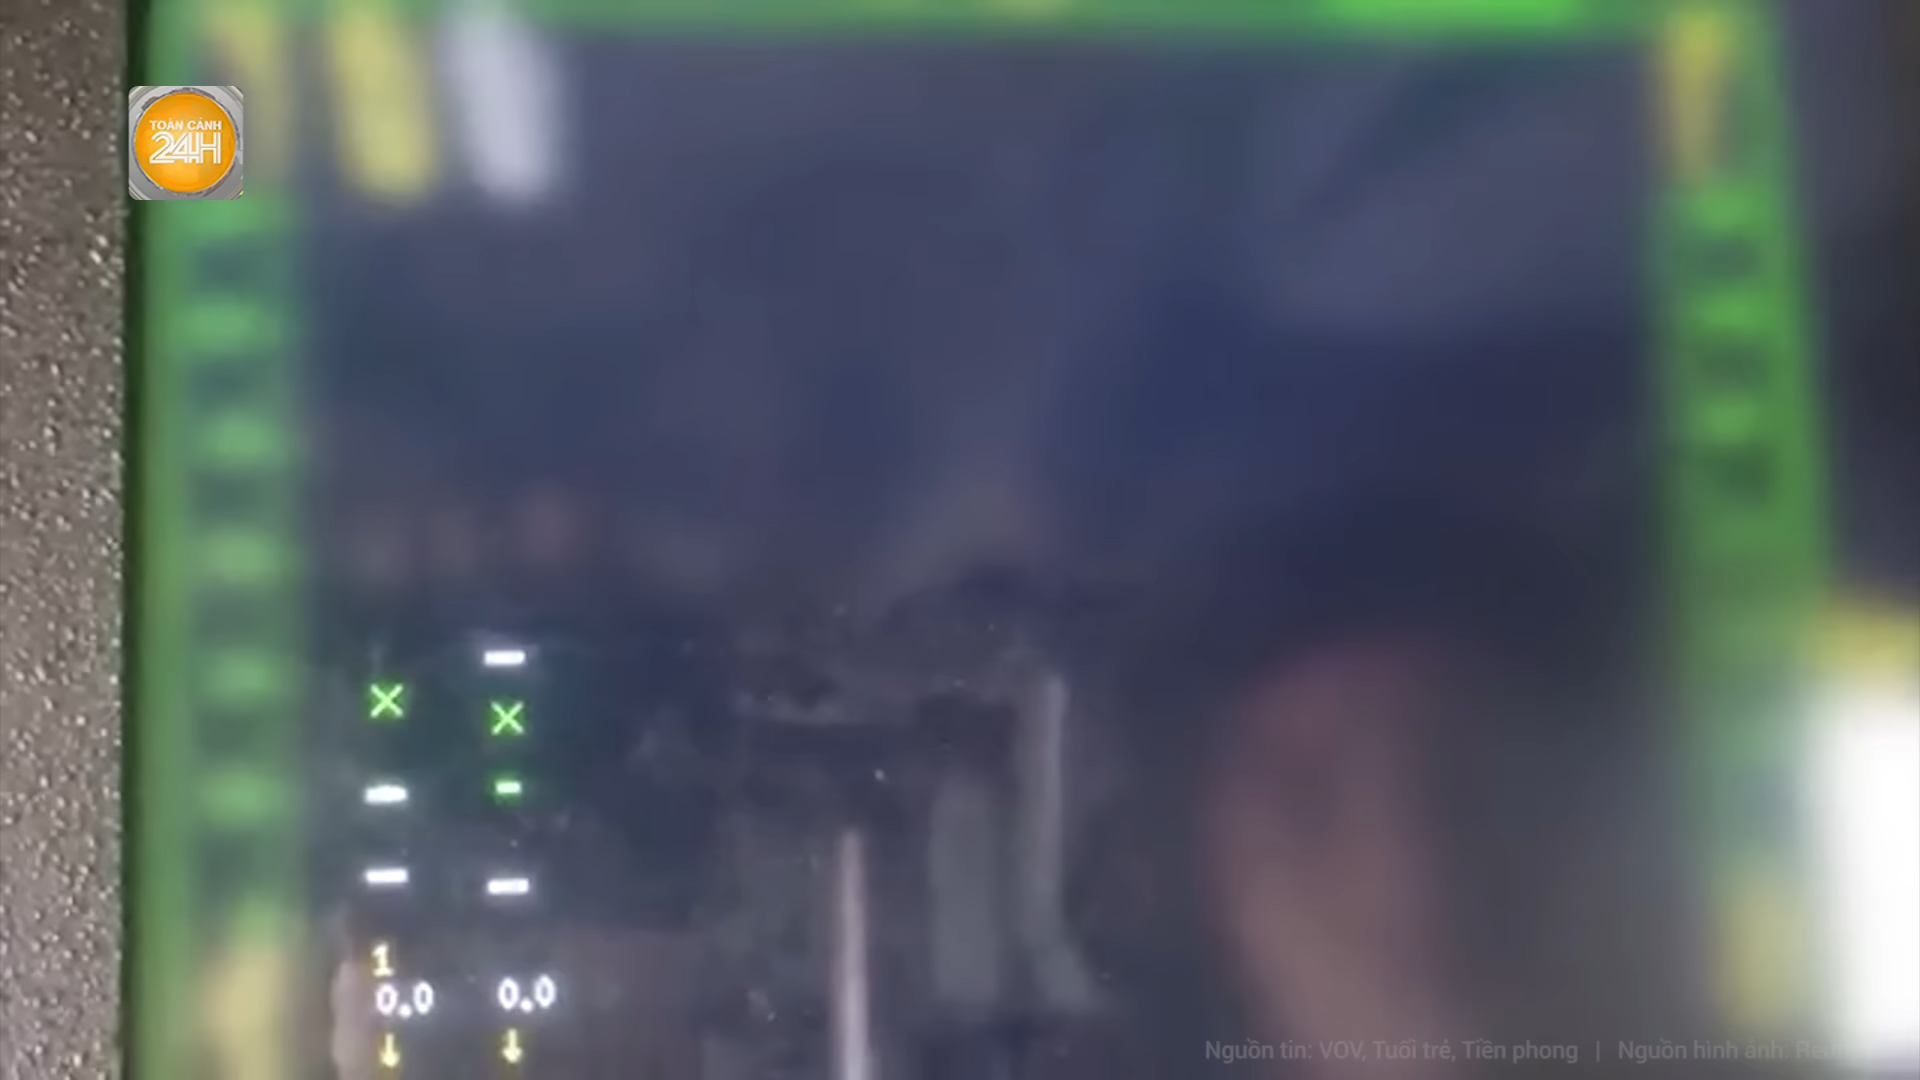 TOÀN CẢNH
24H
1
0.0 0.0
Nguồn tin: VOV, Tuổi trẻ, Tiền phong | Nguồn hình ảnh: